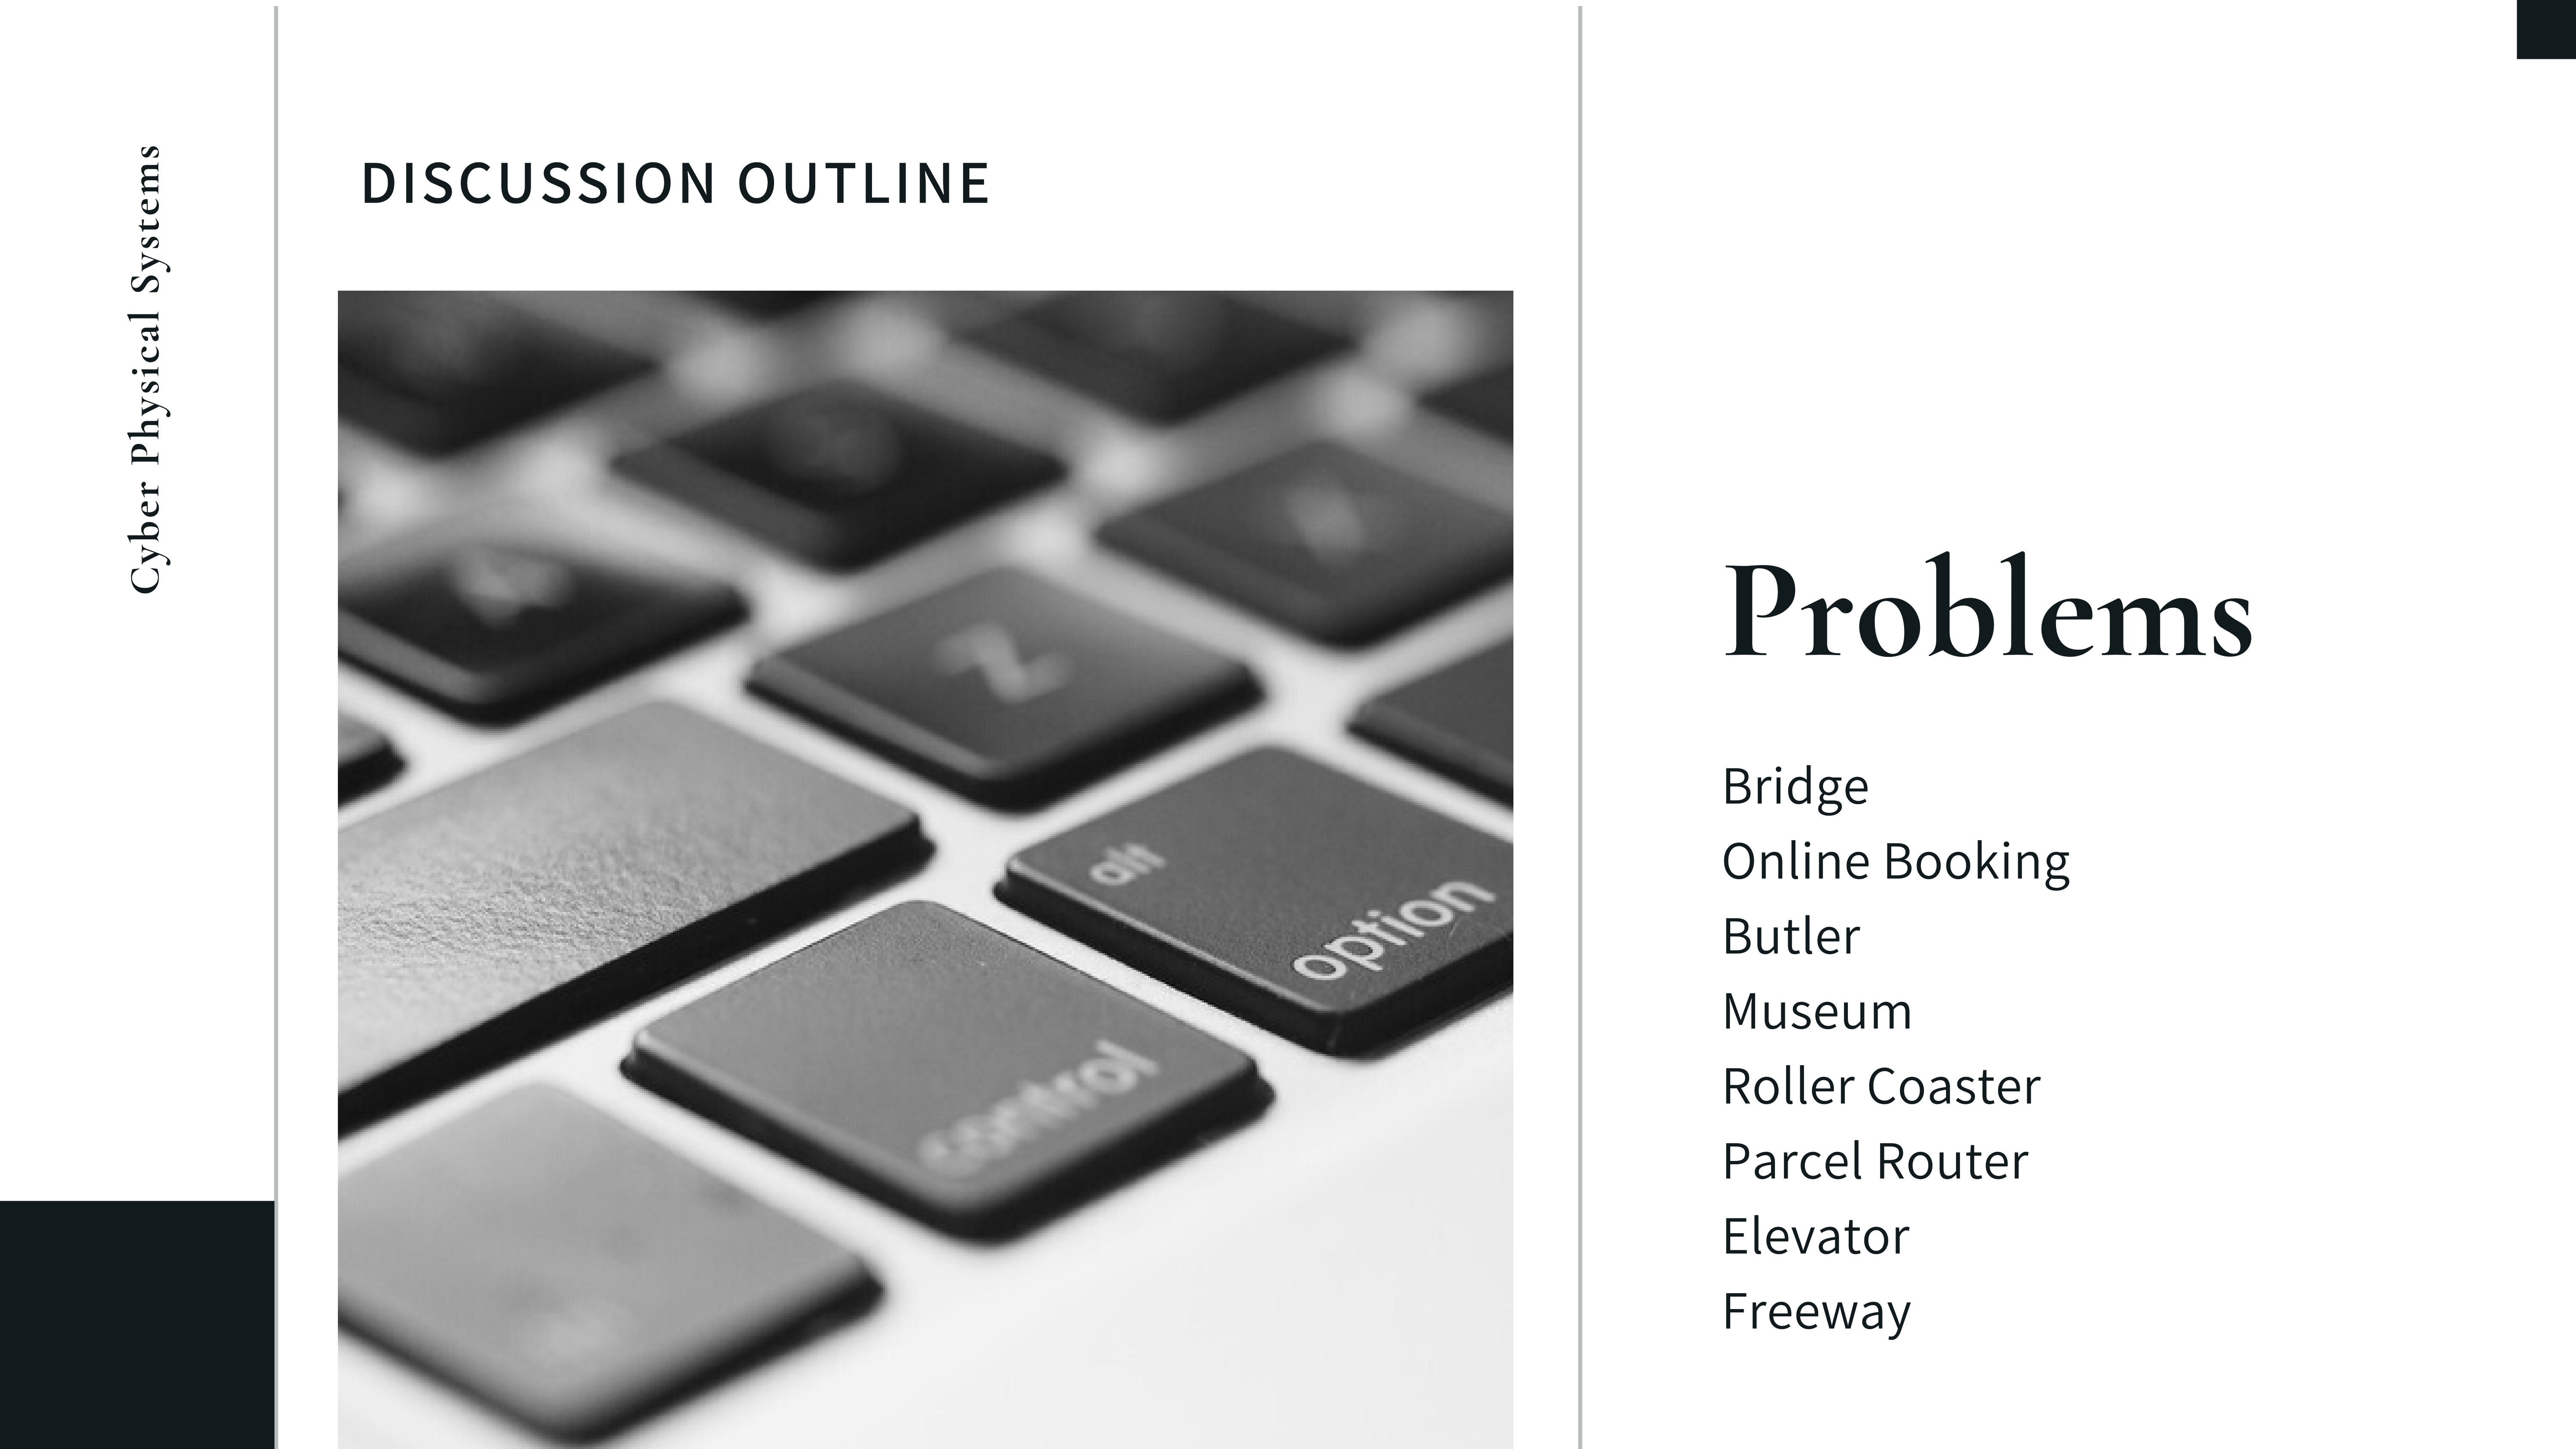 Cyber Physical Systems
DISCUSSION OUTLINE
Z
alt
option
control
Problems
Bridge
Online Booking
Butler
Museum
Roller Coaster
Parcel Router
Elevator
Freeway